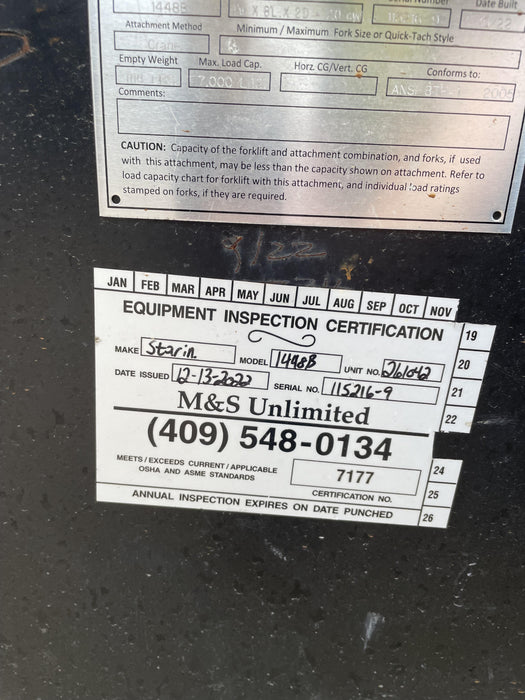 Date Built
1448B
Attachment Method Minimum / Maximum Fork Size or Quick-Tach Style
Empty Weight Max. Load Cap. Horz. CG/Vert. CG Conforms to:
7,000 2005
Comments:
CAUTION: Capacity of the forklift and attachment combination, and forks, if used
with this attachment, may be less than the capacity shown on attachment. Refer to
load capacity chart for forklift with this attachment, and individual load ratings
stamped on forks, if they are required.
9/22
JAN FEB MAR APR MAY JUN JUL AUG SEP OCT NOV
EQUIPMENT INSPECTION CERTIFICATION
19
MAKE Starin MODEL 1448B UNIT NO. 261042
20
DATE ISSUED 12-13-2022 SERIAL NO. 115216-9
21
M&S Unlimited
22
(409) 548-0134
MEETS / EXCEEDS CURRENT / APPLICABLE
OSHA AND ASME STANDARDS
7177
24
CERTIFICATION NO.
25
ANNUAL INSPECTION EXPIRES ON DATE PUNCHED
26